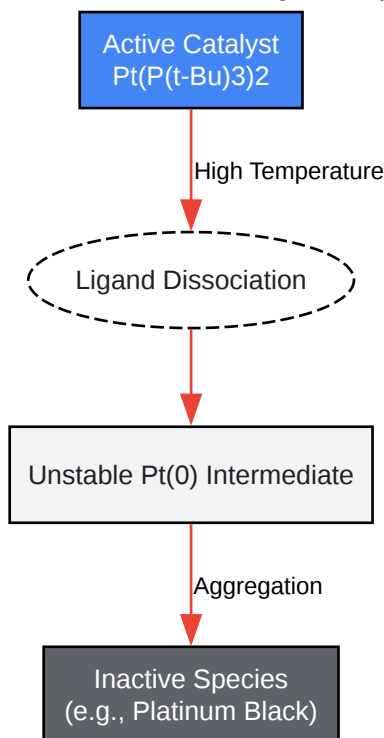 Active Catalyst
Pt(P(t-Bu)3)2
High Temperature
Ligand Dissociation
Unstable Pt(0) Intermediate
Aggregation
Inactive Species
(e.g., Platinum Black)